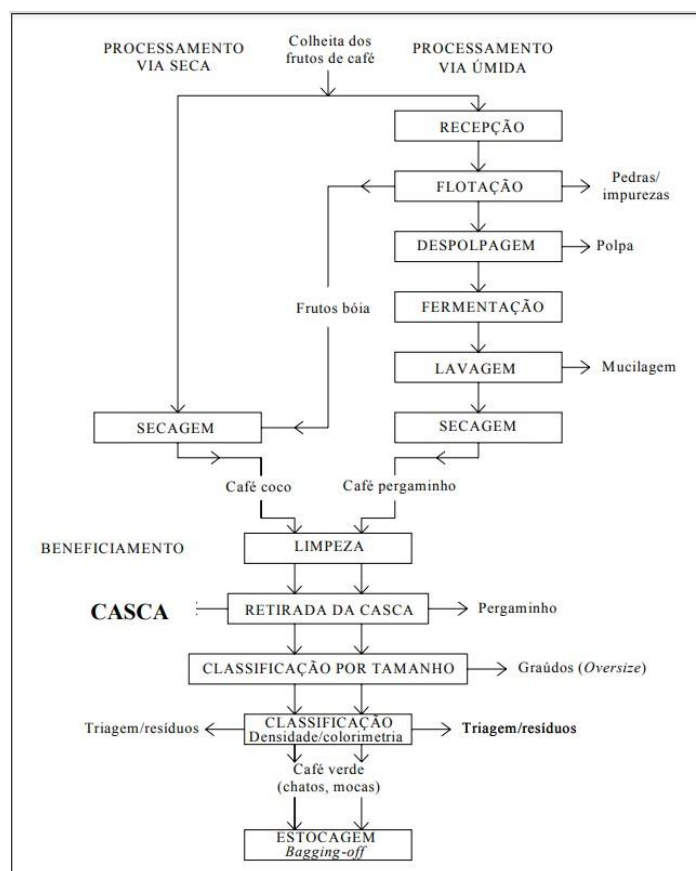 PROCESSAMENTO
VIA SECA
Colheita dos
frutos de café
PROCESSAMENTO
VIA ÚMIDA
RECEPÇÃO
FLOTAÇÃO
Pedras/
impurezas
DESPOLPAGEM
Polpa
Frutos bóia
FERMENTAÇÃO
LAVAGEM
Mucilagem
SECAGEM
SECAGEM
Café coco
Café pergaminho
BENEFICIAMENTO
LIMPEZA
CASCA
RETIRADA DA CASCA
Pergaminho
CLASSIFICAÇÃO POR TAMANHO
Graúdos (Oversize)
Triagem/resíduos
CLASSIFICAÇÃO
Densidade/colorimetria
Triagem/resíduos
Café verde
(chatos, mocas)
ESTOCAGEM
Bagging-off